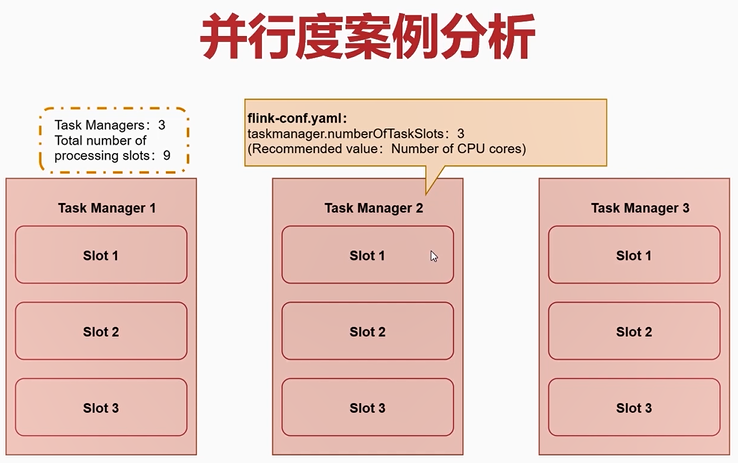 并行度案例分析
Task Managers：3
Total number of
processing slots：9
flink-conf.yaml：
taskmanager.numberOfTaskSlots：3
(Recommended value：Number of CPU cores)
Task Manager 1
Slot 1
Slot 2
Slot 3
Task Manager 2
Slot 1
Slot 2
Slot 3
Task Manager 3
Slot 1
Slot 2
Slot 3